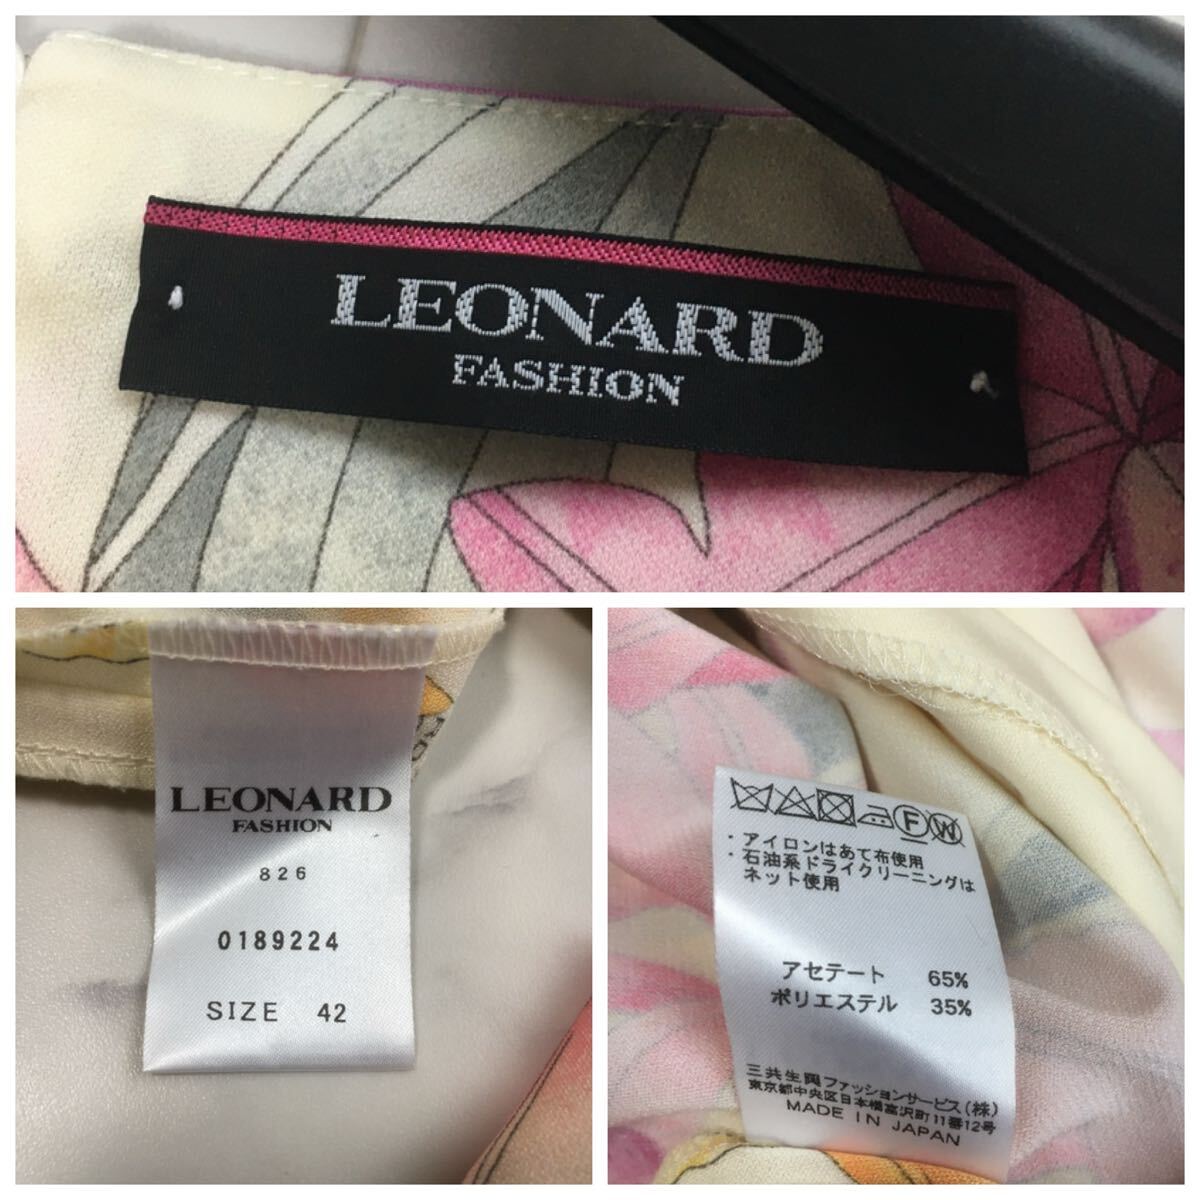 LEONARD
FASHION
LEONARD
FASHION
826
0189224
SIZE 42
F W
・アイロンはあて布使用
・石油系ドライクリーニングは
ネット使用
アセテート 65%
ポリエステル 35%
三共生興ファッションサービス(株)
東京都中央区日本橋富沢町11番12号
MADE IN JAPAN